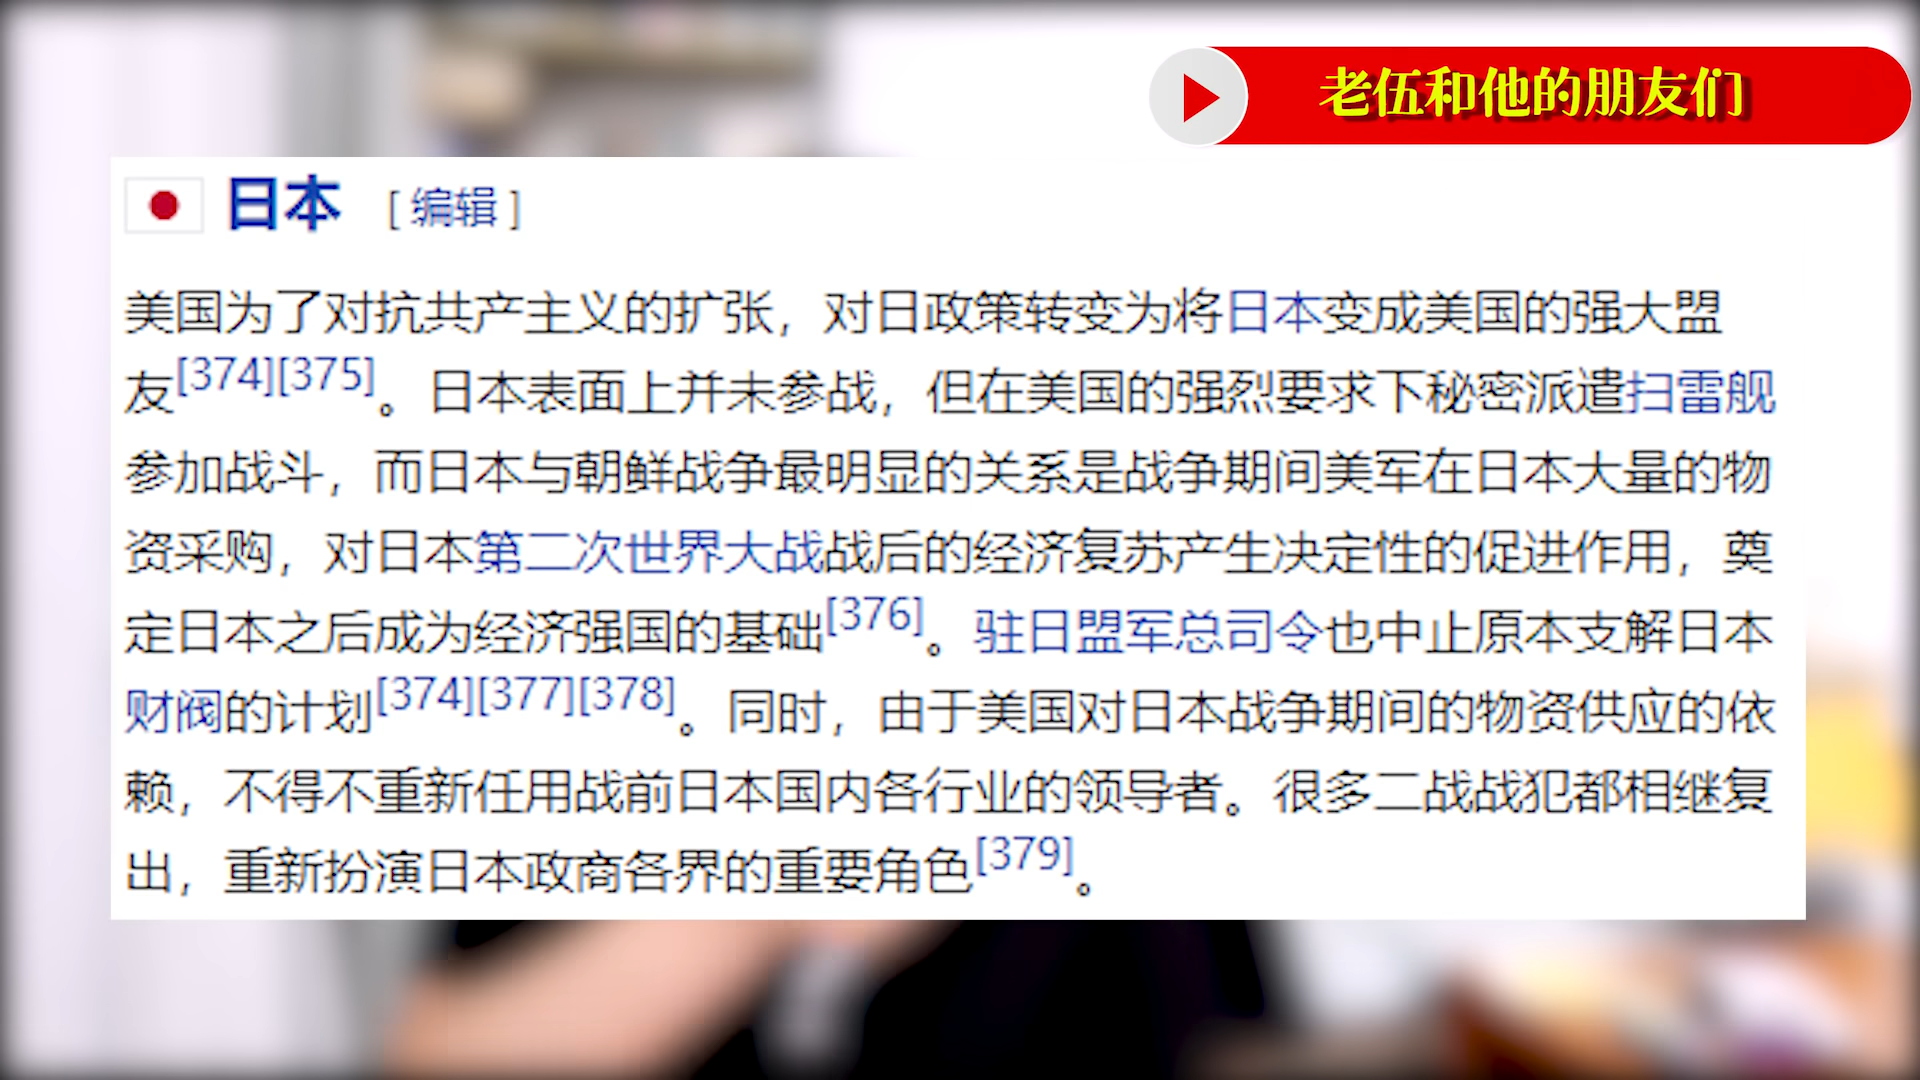 老伍和他的朋友们
日本 [编辑]
美国为了对抗共产主义的扩张，对日政策转变为将日本变成美国的强大盟
友[374][375]。日本表面上并未参战，但在美国的强烈要求下秘密派遣扫雷舰
参加战斗，而日本与朝鲜战争最明显的关系是战争期间美军在日本大量的物
资采购，对日本第二次世界大战战后的经济复苏产生决定性的促进作用，奠
定日本之后成为经济强国的基础[376]。驻日盟军总司令也中止原本支解日本
财阀的计划[374][377][378]。同时，由于美国对日本战争期间的物资供应的依
赖，不得不重新任用战前日本国内各行业的领导者。很多二战战犯都相继复
出，重新扮演日本政商各界的重要角色[379]。